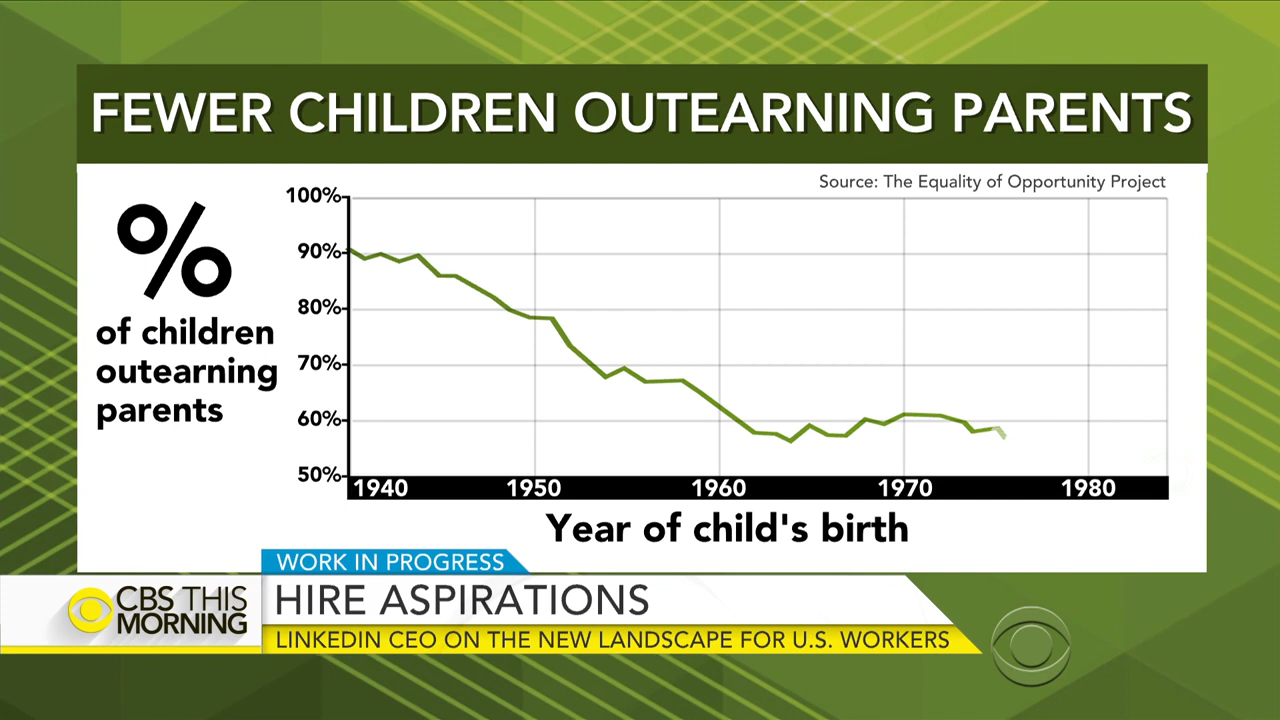 FEWER CHILDREN OUTEARNING PARENTS
Source: The Equality of Opportunity Project
%
of children
outearning
parents
100%
90%
80%
70%
60%
50%
1940 1950 1960 1970 1980
Year of child's birth
WORK IN PROGRESS
CBS THIS
MORNING
HIRE ASPIRATIONS
LINKEDIN CEO ON THE NEW LANDSCAPE FOR U.S. WORKERS